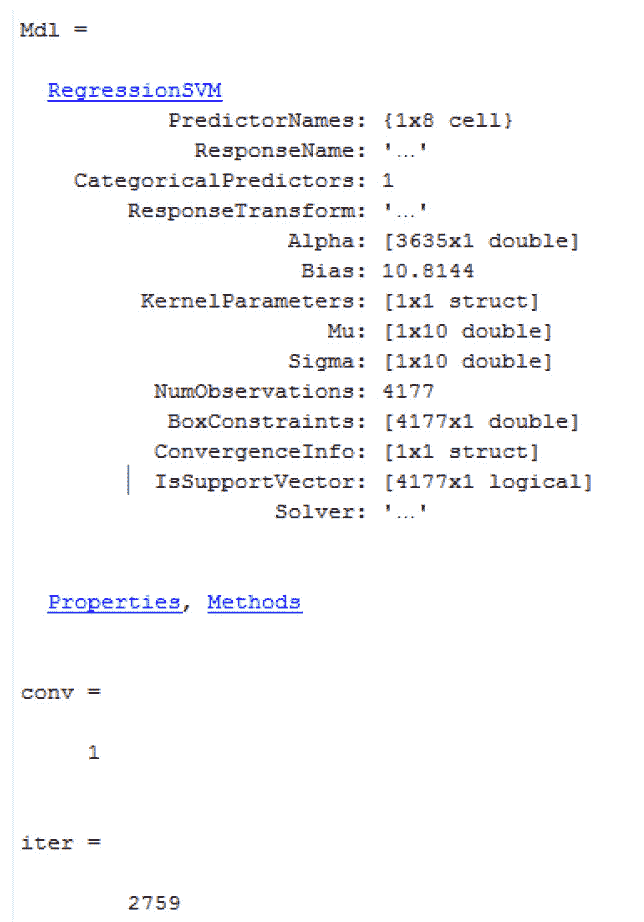 Mdl =
RegressionSVM
PredictorNames: {1x8 cell}
ResponseName: '...'
CategoricalPredictors: 1
ResponseTransform: '...'
Alpha: [3635x1 double]
Bias: 10.8144
KernelParameters: [1x1 struct]
Mu: [1x10 double]
Sigma: [1x10 double]
NumObservations: 4177
BoxConstraints: [4177x1 double]
ConvergenceInfo: [1x1 struct]
IsSupportVector: [4177x1 logical]
Solver: '...'
Properties, Methods
conv =
1
iter =
2759